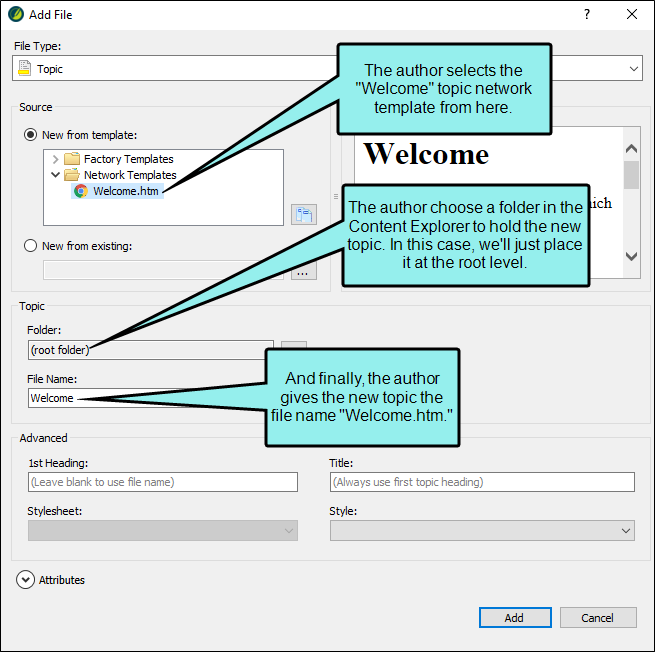 Add File
?
File Type:
Topic
The author selects the
"Welcome" topic network
template from here.
Source
New from template:
Factory Templates
Network Templates
Welcome.htm
Welcome
The author choose a folder in the
Content Explorer to hold the new
topic. In this case, we'll just place
it at the root level.
New from existing:
...
Topic
Folder:
(root folder)
File Name:
Welcome
And finally, the author
gives the new topic the
file name "Welcome.htm."
Advanced
1st Heading:
Title:
(Leave blank to use file name)
(Always use first topic heading)
Stylesheet:
Style:
Attributes
Add
Cancel